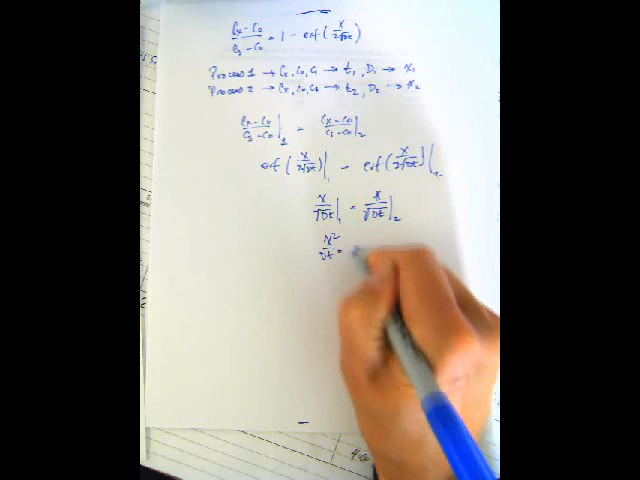 Cx - C0 / Cs - C0 = 1 - erf ( x / 2√Dt )
Process 1 → Cx, C0, Cs → t1, D1 → x1
Process 2 → Cx, C0, Cs → t2, D2 → x2
Cx - C0 / Cs - C0 |1 = Cx - C0 / Cs - C0 |2
erf ( x / 2√Dt ) |1 = erf ( x / 2√Dt ) |2
x / √Dt |1 = x / √Dt |2
x² / Dt =